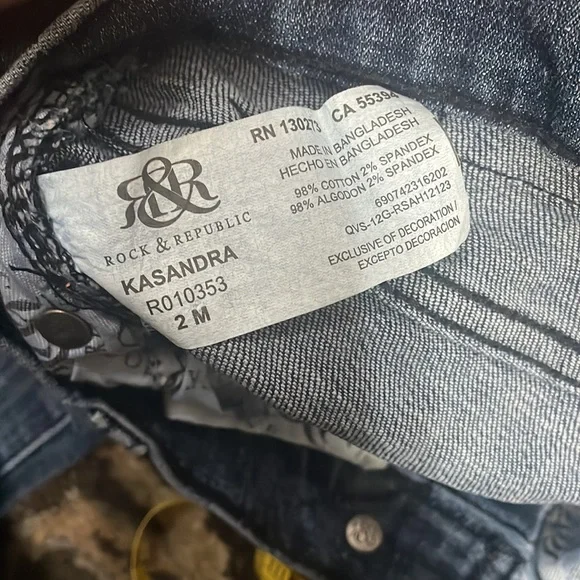 R&R
ROCK & REPUBLIC
KASANDRA
R010353
2 M
RN 130273 CA 55394
MADE IN BANGLADESH
HECHO EN BANGLADESH
98% COTTON 2% SPANDEX
98% ALGODON 2% SPANDEX
690742316202
QVS-12G-RSAH12123
EXCLUSIVE OF DECORATION /
EXCEPTO DECORACION